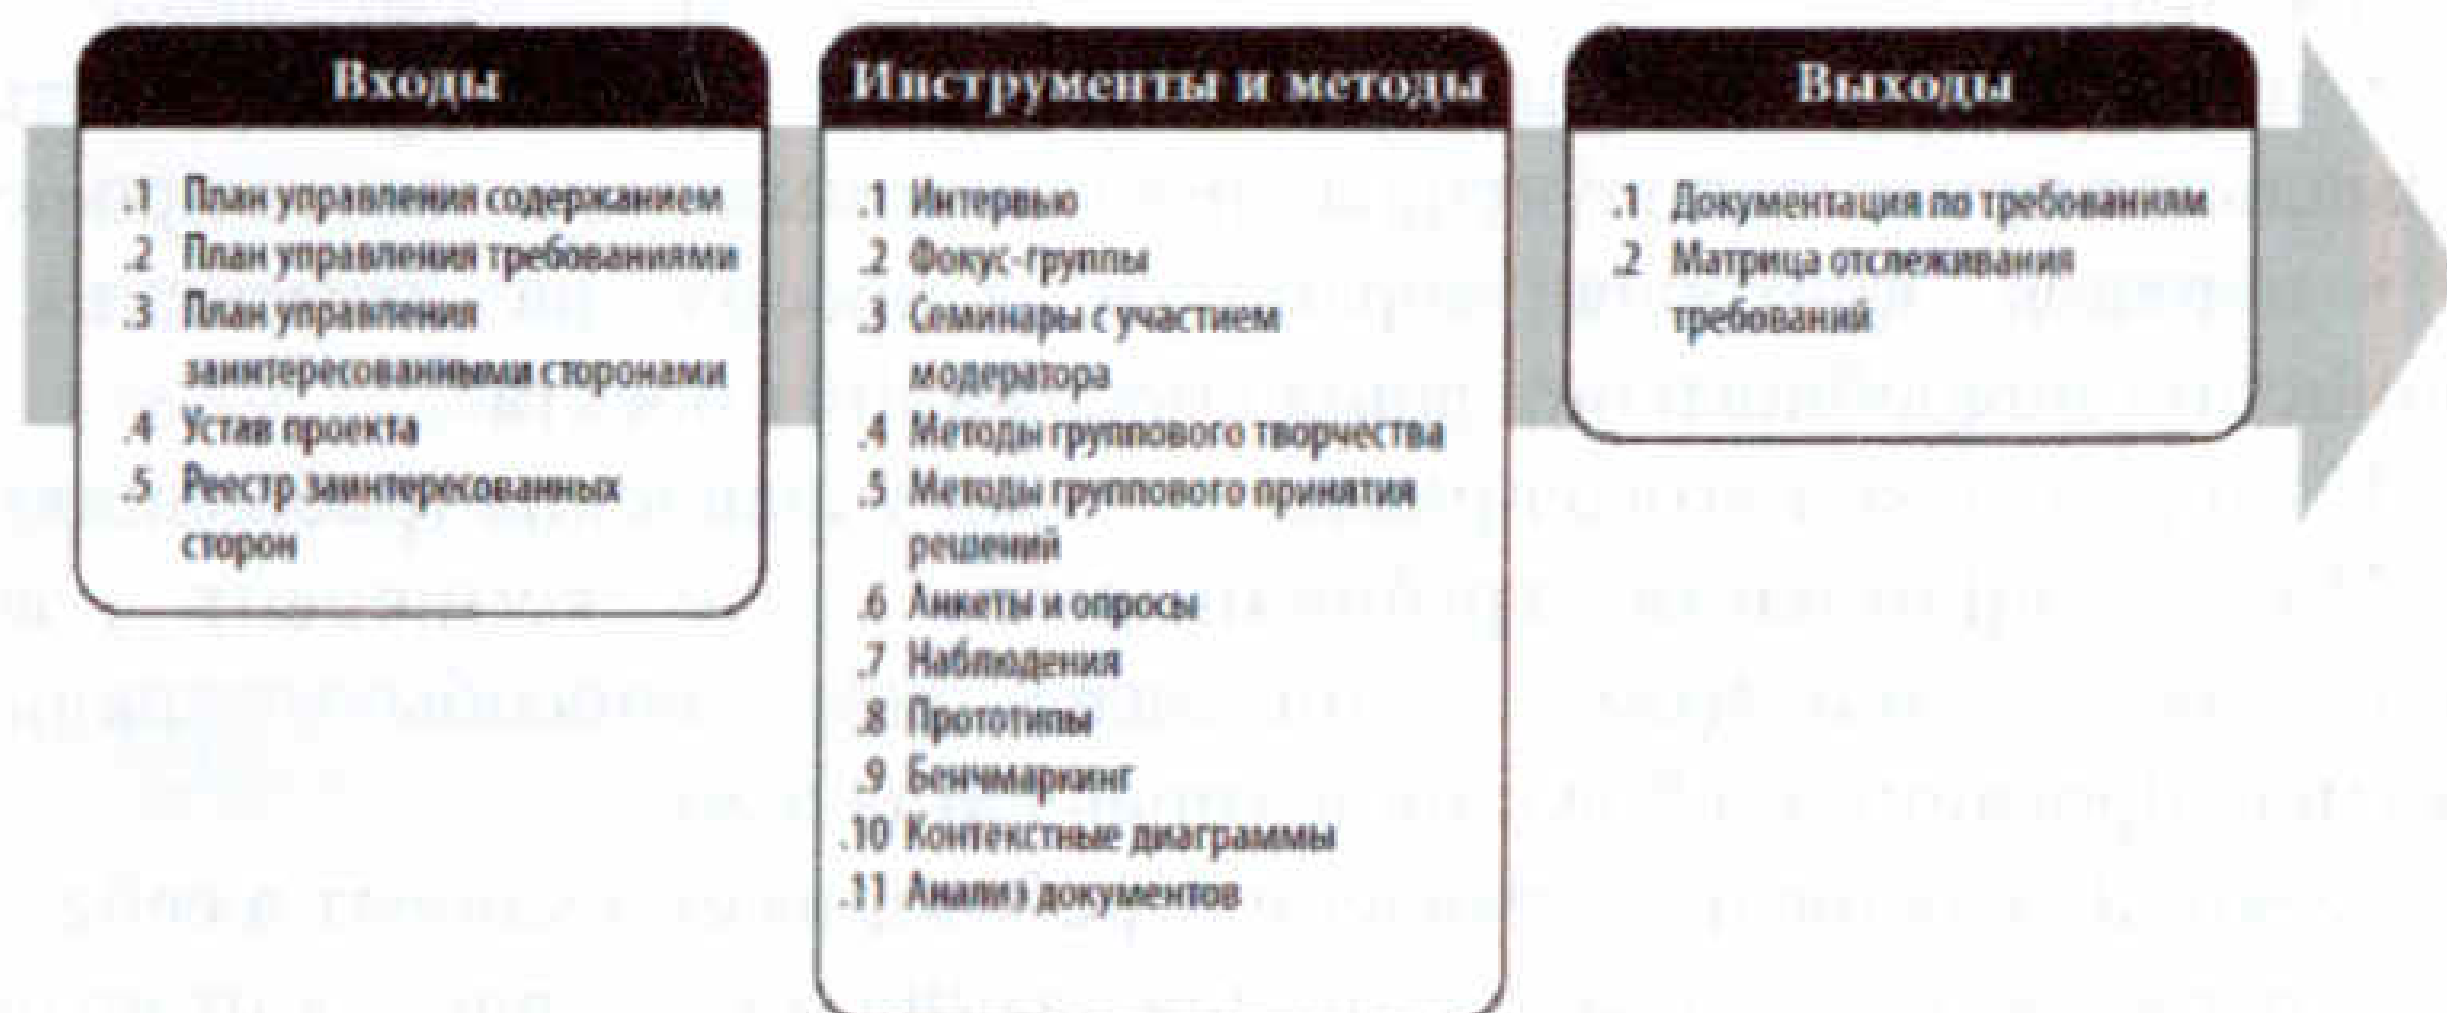 Входы
.1 План управления содержанием
.2 План управления требованиями
.3 План управления
заинтересованными сторонами
.4 Устав проекта
.5 Реестр заинтересованных
сторон
Инструменты и методы
.1 Интервью
.2 Фокус-группы
.3 Семинары с участием
модератора
.4 Методы группового творчества
.5 Методы группового принятия
решений
.6 Анкеты и опросы
.7 Наблюдения
.8 Прототипы
.9 Бенчмаркинг
.10 Контекстные диаграммы
.11 Анализ документов
Выходы
.1 Документация по требованиям
.2 Матрица отслеживания
требований